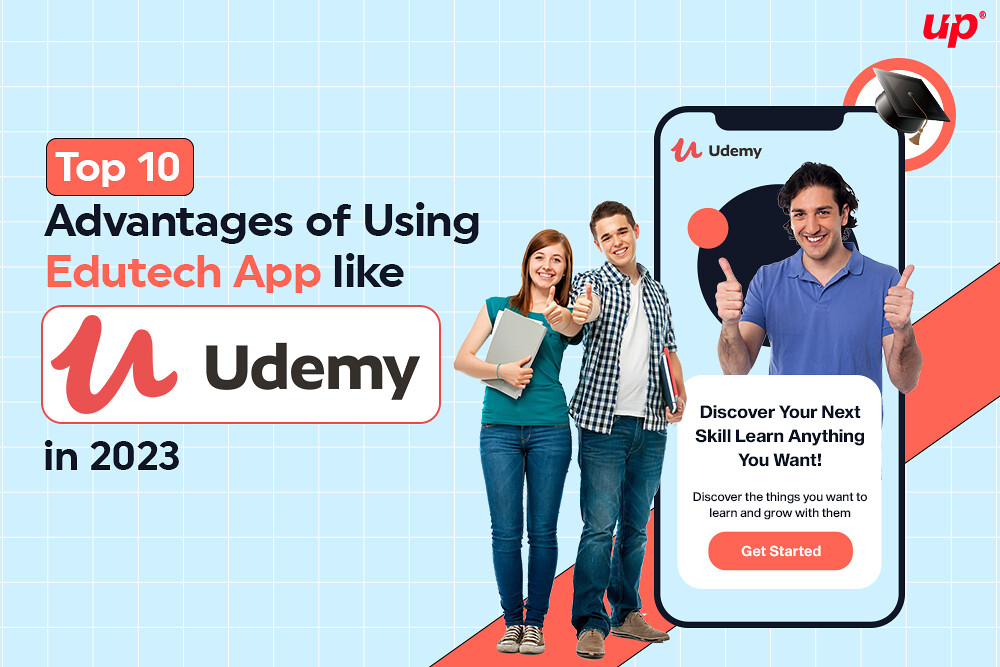 up®
Top 10
Advantages of Using
Edutech App like
Udemy
in 2023
Udemy
Discover Your Next
Skill Learn Anything
You Want!
Discover the things you want to
learn and grow with them
Get Started